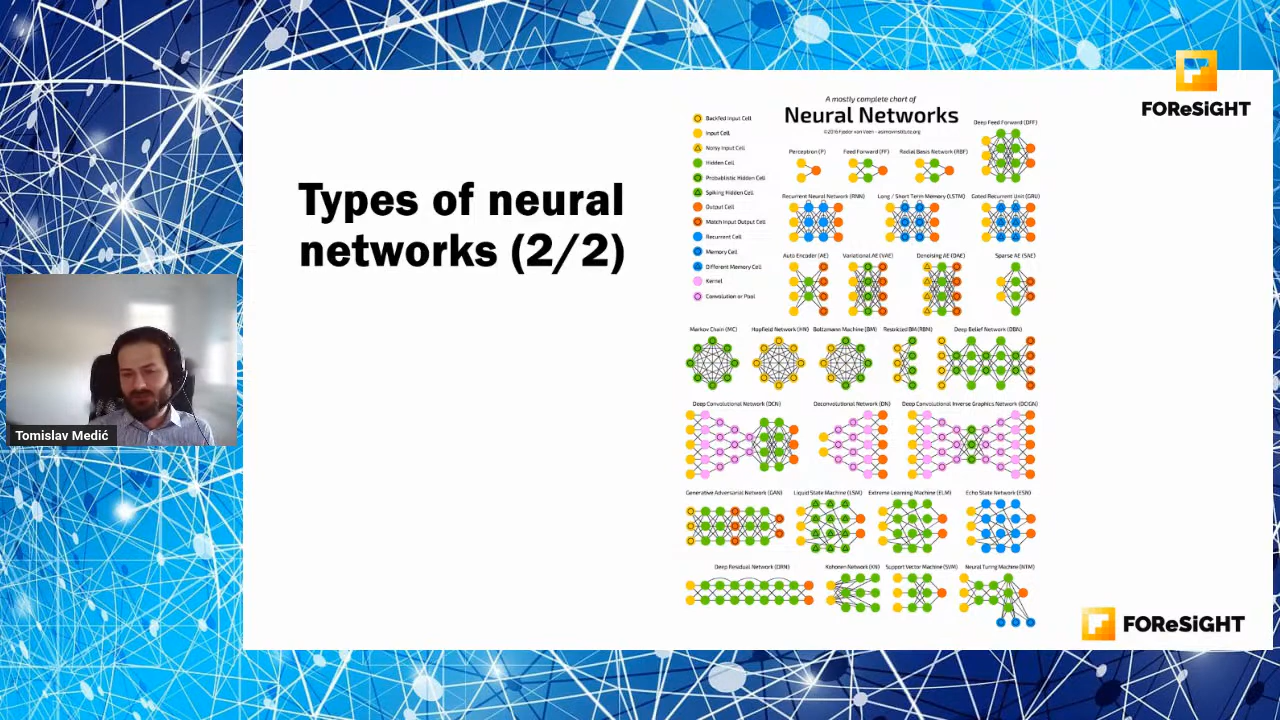 FOReSiGHT
Types of neural
networks (2/2)
A mostly complete chart of
Neural Networks
©2016 Fjodor van Veen - asimovinstitute.org
Backfed Input Cell
Input Cell
Noisy Input Cell
Hidden Cell
Probablistic Hidden Cell
Spiking Hidden Cell
Output Cell
Match Input Output Cell
Recurrent Cell
Memory Cell
Different Memory Cell
Kernel
Convolution or Pool
Deep Feed Forward (DFF)
Perceptron (P)
Feed Forward (FF)
Radial Basis Network (RBF)
Recurrent Neural Network (RNN)
Long / Short Term Memory (LSTM)
Gated Recurrent Unit (GRU)
Auto Encoder (AE)
Variational AE (VAE)
Denoising AE (DAE)
Sparse AE (SAE)
Markov Chain (MC)
Hopfield Network (HN)
Boltzmann Machine (BM)
Restricted BM (RBM)
Deep Belief Network (DBN)
Deep Convolutional Network (DCN)
Deconvolutional Network (DN)
Deep Convolutional Inverse Graphics Network (DCIGN)
Generative Adversarial Network (GAN)
Liquid State Machine (LSM)
Extreme Learning Machine (ELM)
Echo State Network (ESN)
Deep Residual Network (DRN)
Kohonen Network (KN)
Support Vector Machine (SVM)
Neural Turing Machine (NTM)
Tomislav Medić
FOReSiGHT